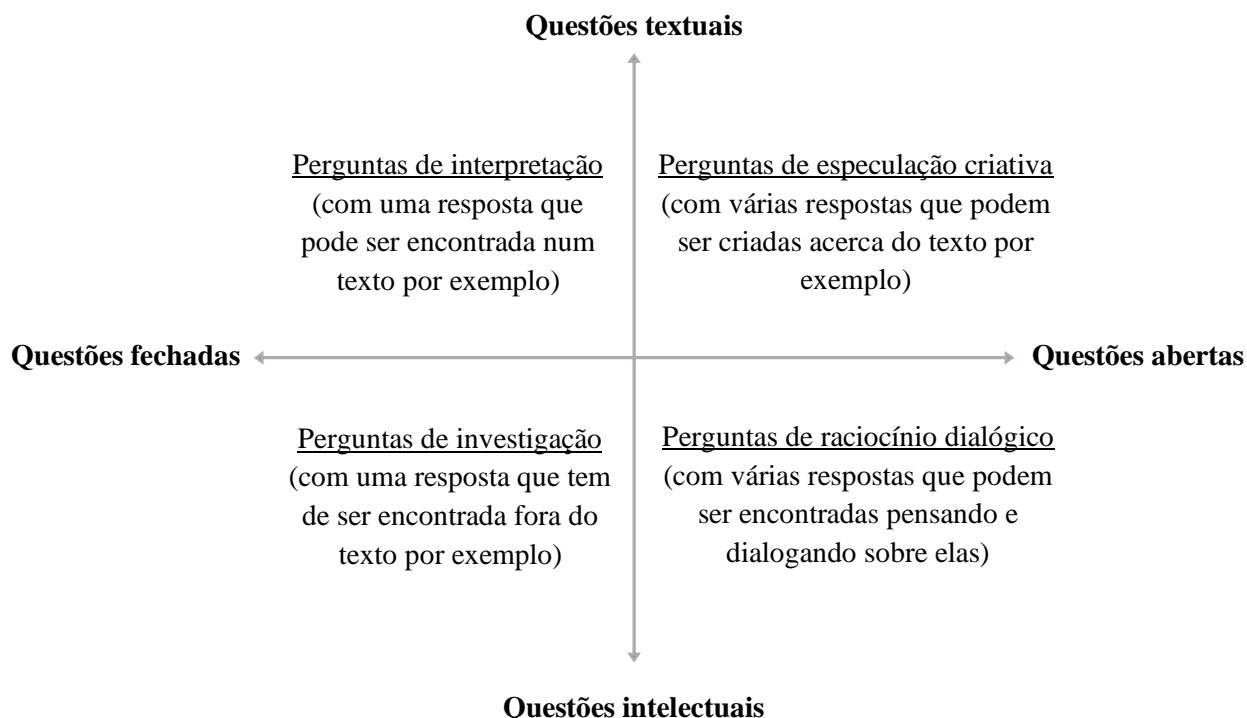 Questões textuais
Perguntas de interpretação
(com uma resposta que
pode ser encontrada num
texto por exemplo)
Perguntas de especulação criativa
(com várias respostas que podem
ser criadas acerca do texto por
exemplo)
Questões fechadas
Questões abertas
Perguntas de investigação
(com uma resposta que tem
de ser encontrada fora do
texto por exemplo)
Perguntas de raciocínio dialógico
(com várias respostas que podem
ser encontradas pensando e
dialogando sobre elas)
Questões intelectuais